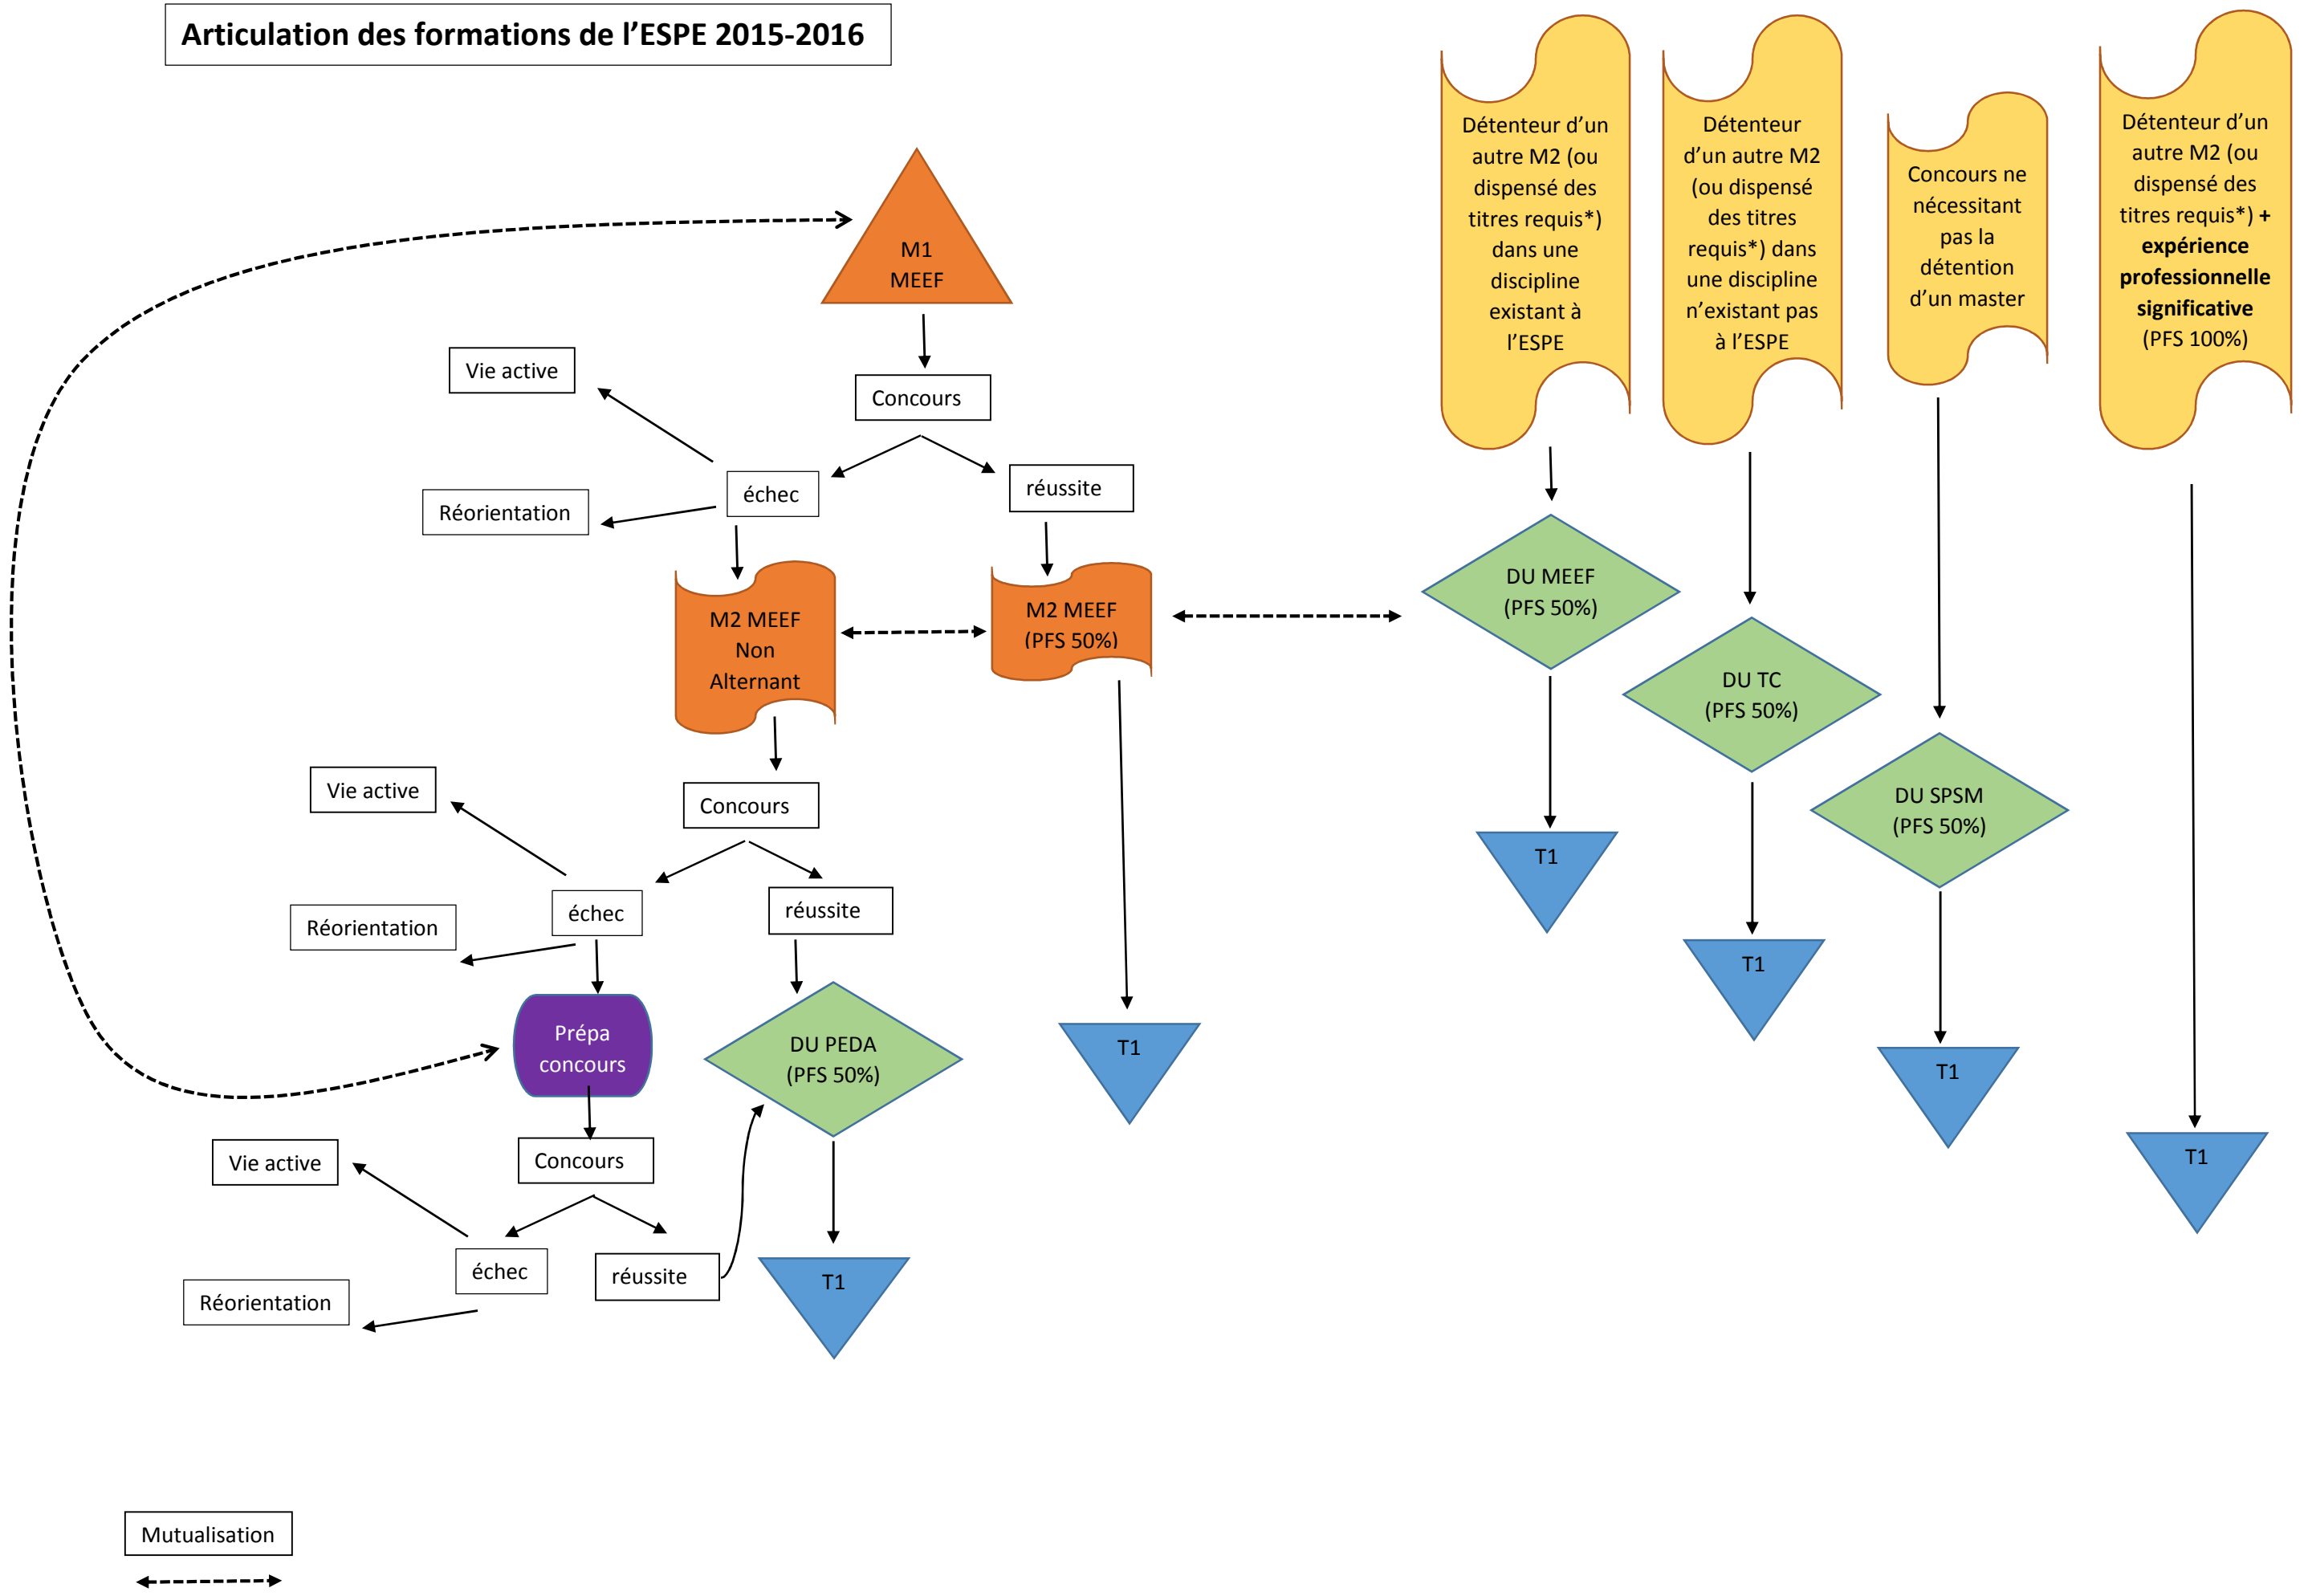 Articulation des formations de l’ESPE 2015-2016
M1
MEEF
Concours
Vie active
échec
réussite
Réorientation
M2 MEEF
Non
Alternant
M2 MEEF
(PFS 50%)
Concours
Vie active
échec
réussite
Réorientation
Prépa
concours
DU PEDA
(PFS 50%)
T1
Concours
Vie active
échec
réussite
Réorientation
T1
Détenteur d’un
autre M2 (ou
dispensé des
titres requis*)
dans une
discipline
existant à
l’ESPE
DU MEEF
(PFS 50%)
T1
Détenteur
d’un autre M2
(ou dispensé
des titres
requis*) dans
une discipline
n’existant pas
à l’ESPE
DU TC
(PFS 50%)
T1
Concours ne
nécessitant
pas la
détention
d’un master
DU SPSM
(PFS 50%)
T1
Détenteur d’un
autre M2 (ou
dispensé des
titres requis*) +
expérience
professionnelle
significative
(PFS 100%)
T1
Mutualisation